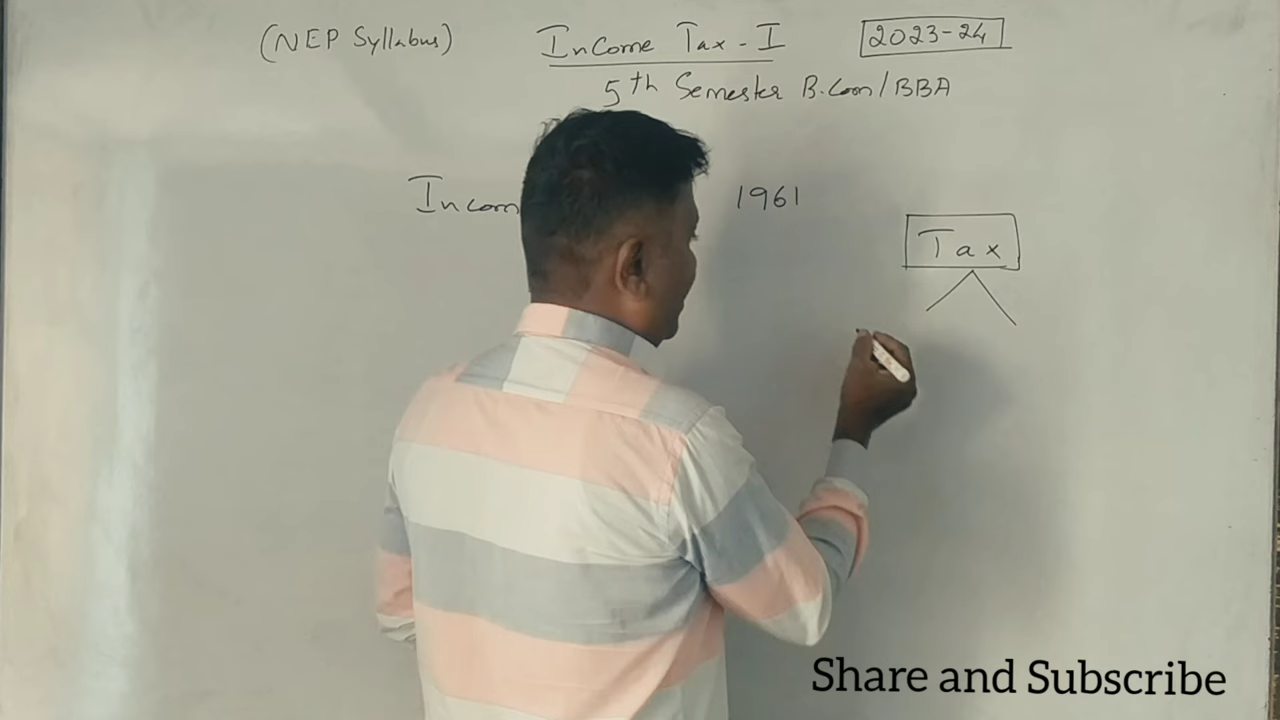 (NEP Syllabus) Income Tax - I 2023-24
5th Semester B.Com/BBA
1961
Tax
Share and Subscribe